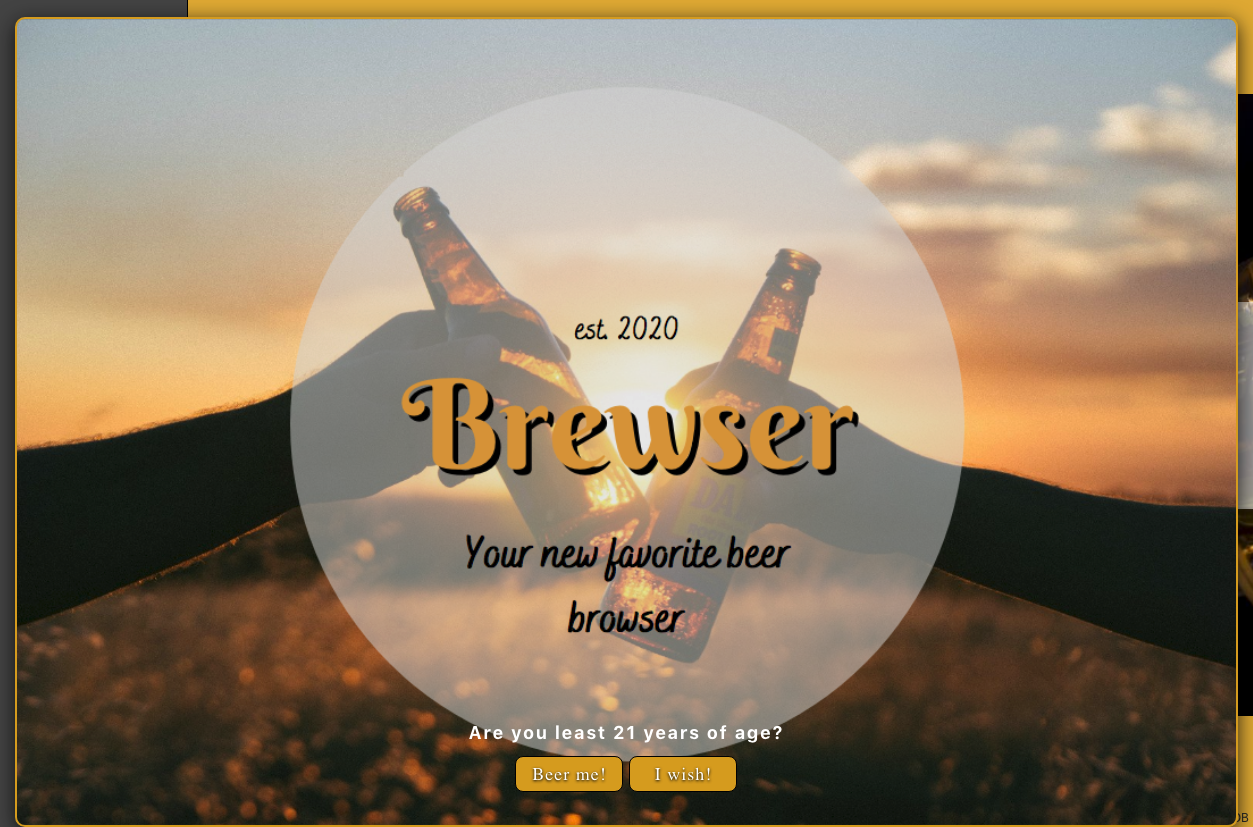 est. 2020
Brewser
Your new favorite beer
browser
Are you least 21 years of age?
Beer me!
I wish!